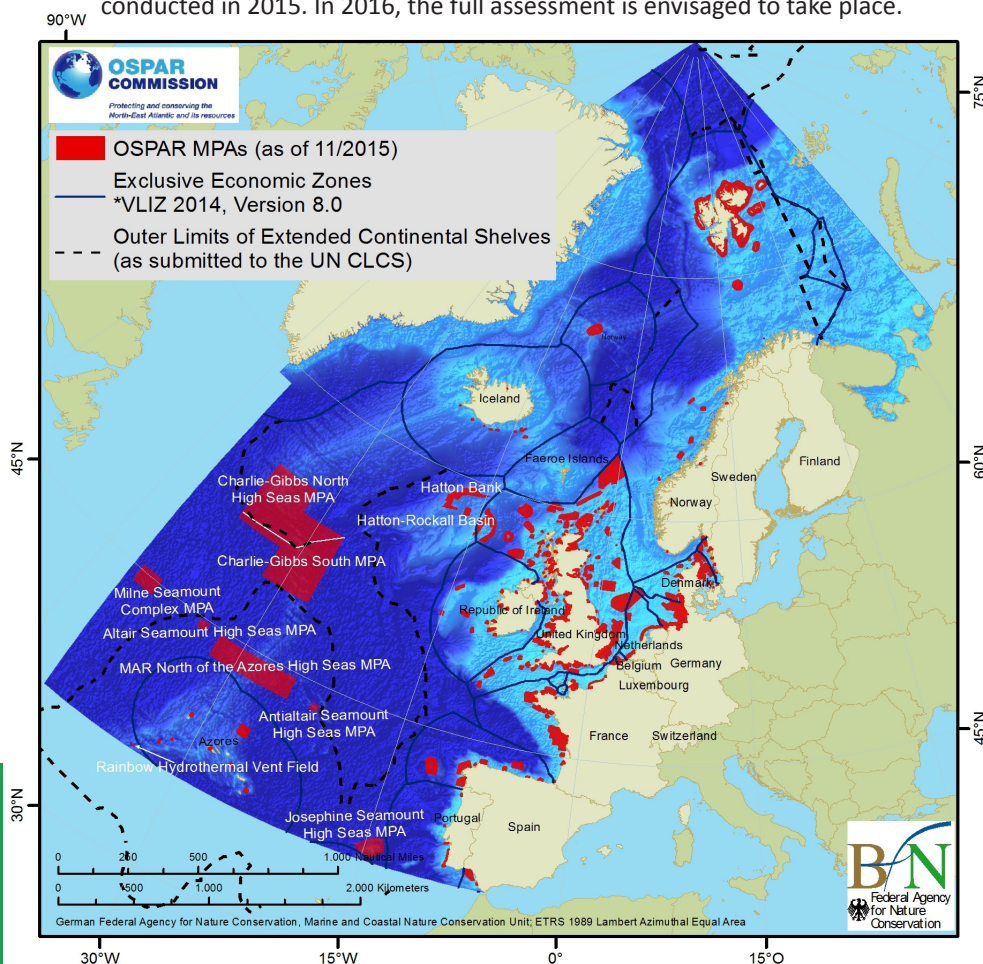 conducted in 2015. In 2016, the full assessment is envisaged to take place.
90°W
OSPAR
COMMISSION
Protecting and conserving the
North-East Atlantic and its resources
75°N
OSPAR MPAs (as of 11/2015)
Exclusive Economic Zones
*VLIZ 2014, Version 8.0
Outer Limits of Extended Continental Shelves
(as submitted to the UN CLCS)
Norway
Iceland
45°N
60°N
Faeroe Islands
Finland
Sweden
Norway
Charlie-Gibbs North
High Seas MPA
Hatton Bank
Hatton-Rockall Basin
Charlie-Gibbs South MPA
Denmark
Milne Seamount
Complex MPA
Republic of Ireland
Altair Seamount High Seas MPA
United Kingdom
Netherlands
MAR North of the Azores High Seas MPA
Belgium
Germany
Luxembourg
Antialtair Seamount
High Seas MPA
France
Switzerland
45°N
Azores
Rainbow Hydrothermal Vent Field
30°N
Josephine Seamount
High Seas MPA
Portugal
Spain
0 250 500 1.000 Nautical Miles
0 500 1.000 2.000 Kilometers
BfN
Federal Agency
for Nature
Conservation
German Federal Agency for Nature Conservation, Marine and Coastal Nature Conservation Unit; ETRS 1989 Lambert Azimuthal Equal Area
30°W 15°W 0° 15°O